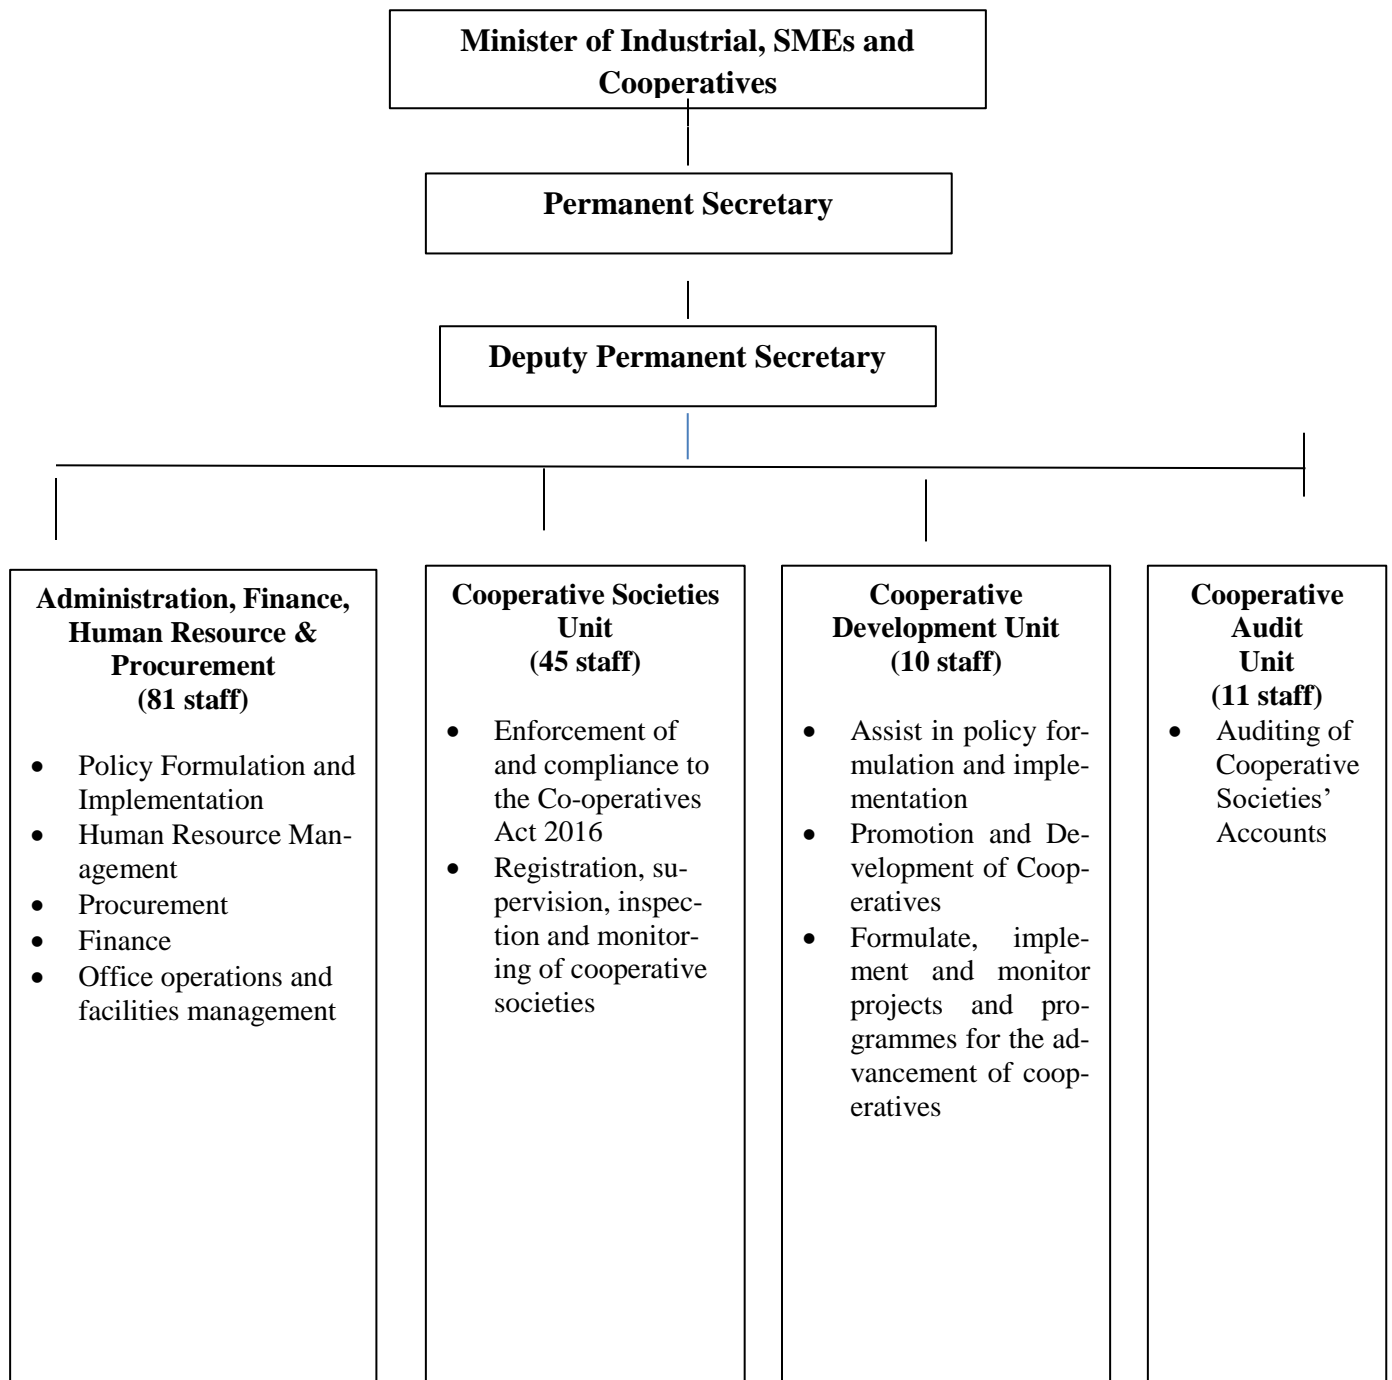 Minister of Industrial, SMEs and
Cooperatives
Permanent Secretary
Deputy Permanent Secretary
Administration, Finance,
Human Resource &
Procurement
(81 staff)
• Policy Formulation and
Implementation
• Human Resource Man-
agement
• Procurement
• Finance
• Office operations and
facilities management
Cooperative Societies
Unit
(45 staff)
• Enforcement of
and compliance to
the Co-operatives
Act 2016
• Registration, su-
pervision, inspec-
tion and monitor-
ing of cooperative
societies
Cooperative
Development Unit
(10 staff)
• Assist in policy for-
mulation and imple-
mentation
• Promotion and De-
velopment of Coop-
eratives
• Formulate, imple-
ment and monitor
projects and pro-
grammes for the ad-
vancement of coop-
eratives
Cooperative
Audit
Unit
(11 staff)
• Auditing of
Cooperative
Societies’
Accounts